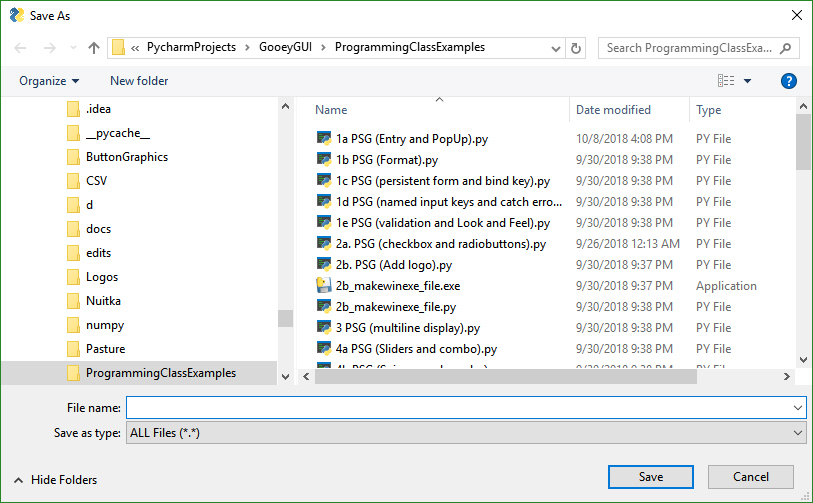 Save As
« PycharmProjects > GooeyGUI > ProgrammingClassExamples
Search ProgrammingClassExa...
Organize
New folder
?
.idea
__pycache__
ButtonGraphics
CSV
d
docs
edits
Logos
Nuitka
numpy
Pasture
ProgrammingClassExamples
Name Date modified Type
1a PSG (Entry and PopUp).py 10/8/2018 4:08 PM PY File
1b PSG (Format).py 9/30/2018 9:38 PM PY File
1c PSG (persistent form and bind key).py 9/30/2018 9:38 PM PY File
1d PSG (named input keys and catch erro... 9/30/2018 9:38 PM PY File
1e PSG (validation and Look and Feel).py 9/30/2018 9:38 PM PY File
2a. PSG (checkbox and radiobuttons).py 9/26/2018 12:13 AM PY File
2b. PSG (Add logo).py 9/30/2018 9:37 PM PY File
2b_makewinexe_file.exe 9/30/2018 9:37 PM Application
2b_makewinexe_file.py 9/30/2018 9:38 PM PY File
3 PSG (multiline display).py 9/30/2018 9:38 PM PY File
4a PSG (Sliders and combo).py 9/30/2018 9:38 PM PY File
File name:
Save as type: ALL Files (*.*)
Hide Folders
Save
Cancel